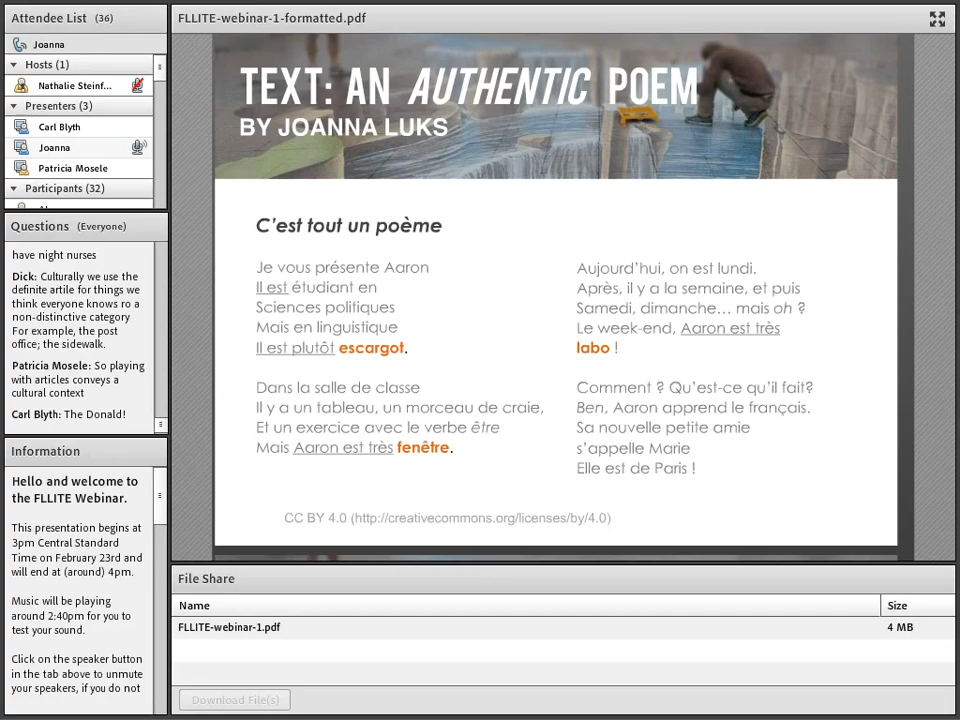 Attendee List (36)
Joanna
Hosts (1)
Nathalie Steinf...
Presenters (3)
Carl Blyth
Joanna
Patricia Mosele
Participants (32)
Questions (Everyone)
have night nurses
Dick: Culturally we use the
definite artile for things we
think everyone knows ro a
non-distinctive category
For example, the post
office; the sidewalk.
Patricia Mosele: So playing
with articles conveys a
cultural context
Carl Blyth: The Donald!
Information
Hello and welcome to
the FLLITE Webinar.
This presentation begins at
3pm Central Standard
Time on February 23rd and
will end at (around) 4pm.
Music will be playing
around 2:40pm for you to
test your sound.
Click on the speaker button
in the tab above to unmute
your speakers, if you do not
FLLITE-webinar-1-formatted.pdf
TEXT: AN AUTHENTIC POEM
BY JOANNA LUKS
C'est tout un poème
Je vous présente Aaron
Il est étudiant en
Sciences politiques
Mais en linguistique
Il est plutôt escargot.
Dans la salle de classe
Il y a un tableau, un morceau de craie,
Et un exercice avec le verbe être
Mais Aaron est très fenêtre.
Aujourd'hui, on est lundi.
Après, il y a la semaine, et puis
Samedi, dimanche… mais oh ?
Le week-end, Aaron est très
labo !
Comment ? Qu'est-ce qu'il fait?
Ben, Aaron apprend le français.
Sa nouvelle petite amie
s'appelle Marie
Elle est de Paris !
CC BY 4.0 (http://creativecommons.org/licenses/by/4.0)
File Share
Name Size
FLLITE-webinar-1.pdf 4 MB
Download File(s)